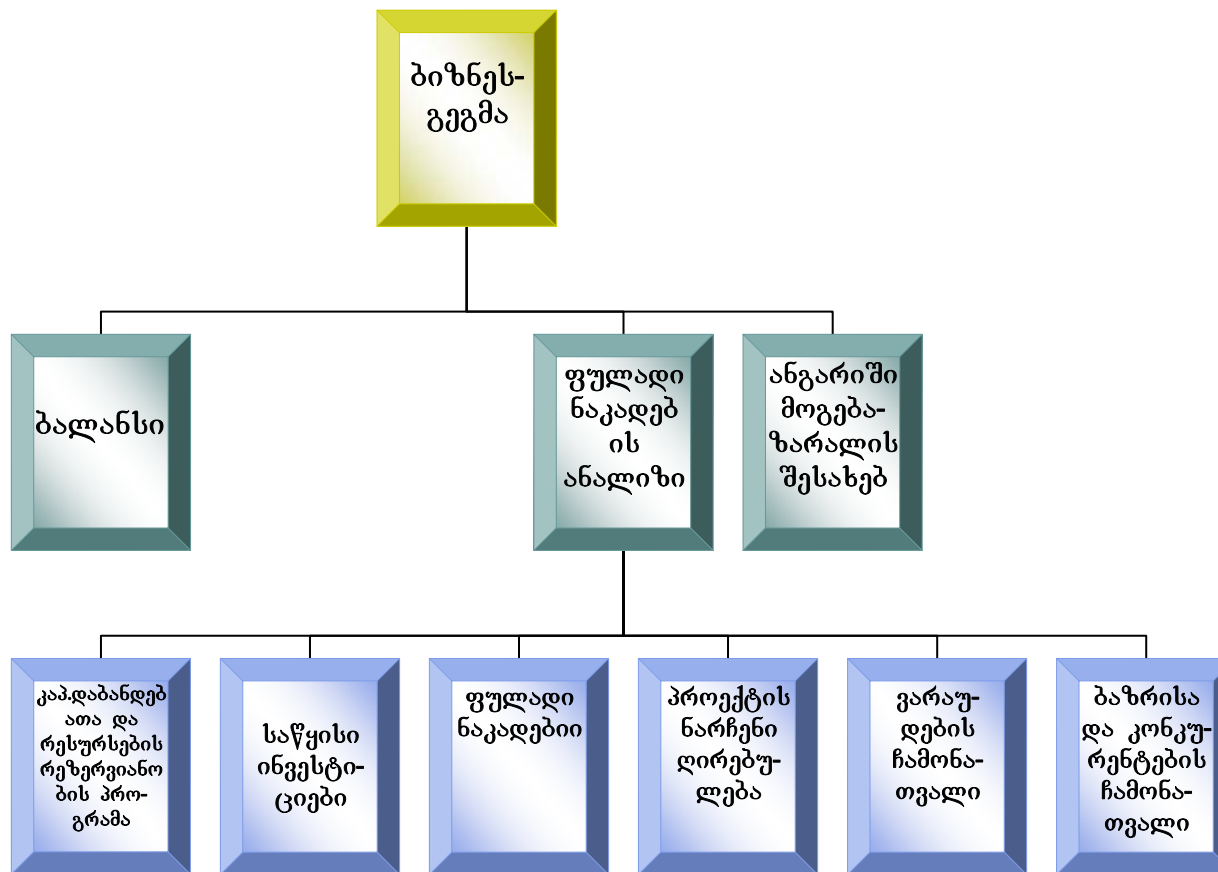 ბიზნეს-
გეგმა
ბალანსი
ფულადი
ნაკადებ
ის
ანალიზი
ანგარიში
მოგება-
ზარალის
შესახებ
კაპ.დაბანდებ
ათა და
რესურსების
რეზერვიანო
ბის პრო-
გრამა
საწყისი
ინვესტი-
ციები
ფულადი
ნაკადებიი
პროექტის
ნარჩენი
ღირებუ-
ლება
ვარაუ-
დების
ჩამონა-
თვალი
ბაზრისა
და კონკუ-
რენტების
ჩამონა-
თვალი